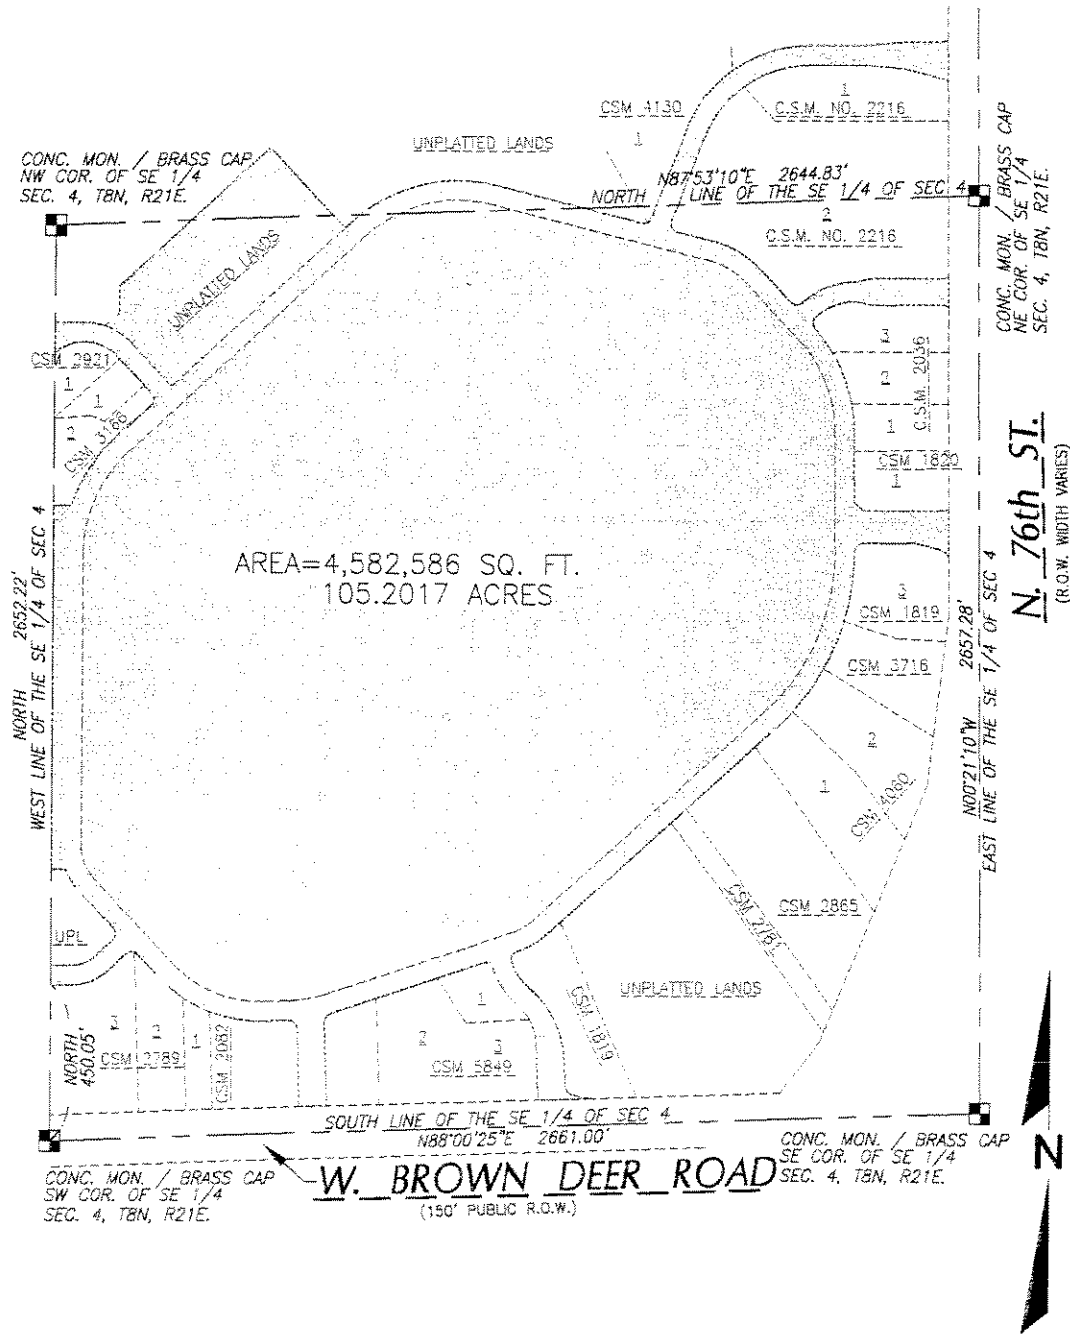 CSM 4130
1
1
C.S.M. NO. 2216
UNPLATTED LANDS
CONC. MON. / BRASS CAP
NW COR. OF SE 1/4
SEC. 4, T8N, R21E.
N87°53'10"E 2644.83'
NORTH LINE OF THE SE 1/4 OF SEC 4
CONC. MON. / BRASS CAP
NE COR. OF SE 1/4
SEC. 4, T8N, R21E.
2
C.S.M. NO. 2216
UNPLATTED LANDS
CSM 2921
1
1
2
CSM 3166
3
2
1
C.S.M. 2036
CSM 1820
1
N. 76th ST.
(R.O.W. WIDTH VARIES)
AREA=4,582,586 SQ. FT.
105.2017 ACRES
NORTH 2652.22'
WEST LINE OF THE SE 1/4 OF SEC 4
CSM 1819
CSM 3716
N00°21'10"W 2657.28'
EAST LINE OF THE SE 1/4 OF SEC 4
2
1
CSM 4060
CSM 2865
CSM 2781
UPL
UNPLATTED LANDS
CSM 1819
NORTH
450.05'
3
2
1
CSM 2789
CSM 2082
1
2
3
CSM 5849
SOUTH LINE OF THE SE 1/4 OF SEC 4
N88°00'25"E 2661.00'
CONC. MON. / BRASS CAP
SW COR. OF SE 1/4
SEC. 4, T8N, R21E.
W. BROWN DEER ROAD
(150' PUBLIC R.O.W.)
CONC. MON. / BRASS CAP
SE COR. OF SE 1/4
SEC. 4, T8N, R21E.
N